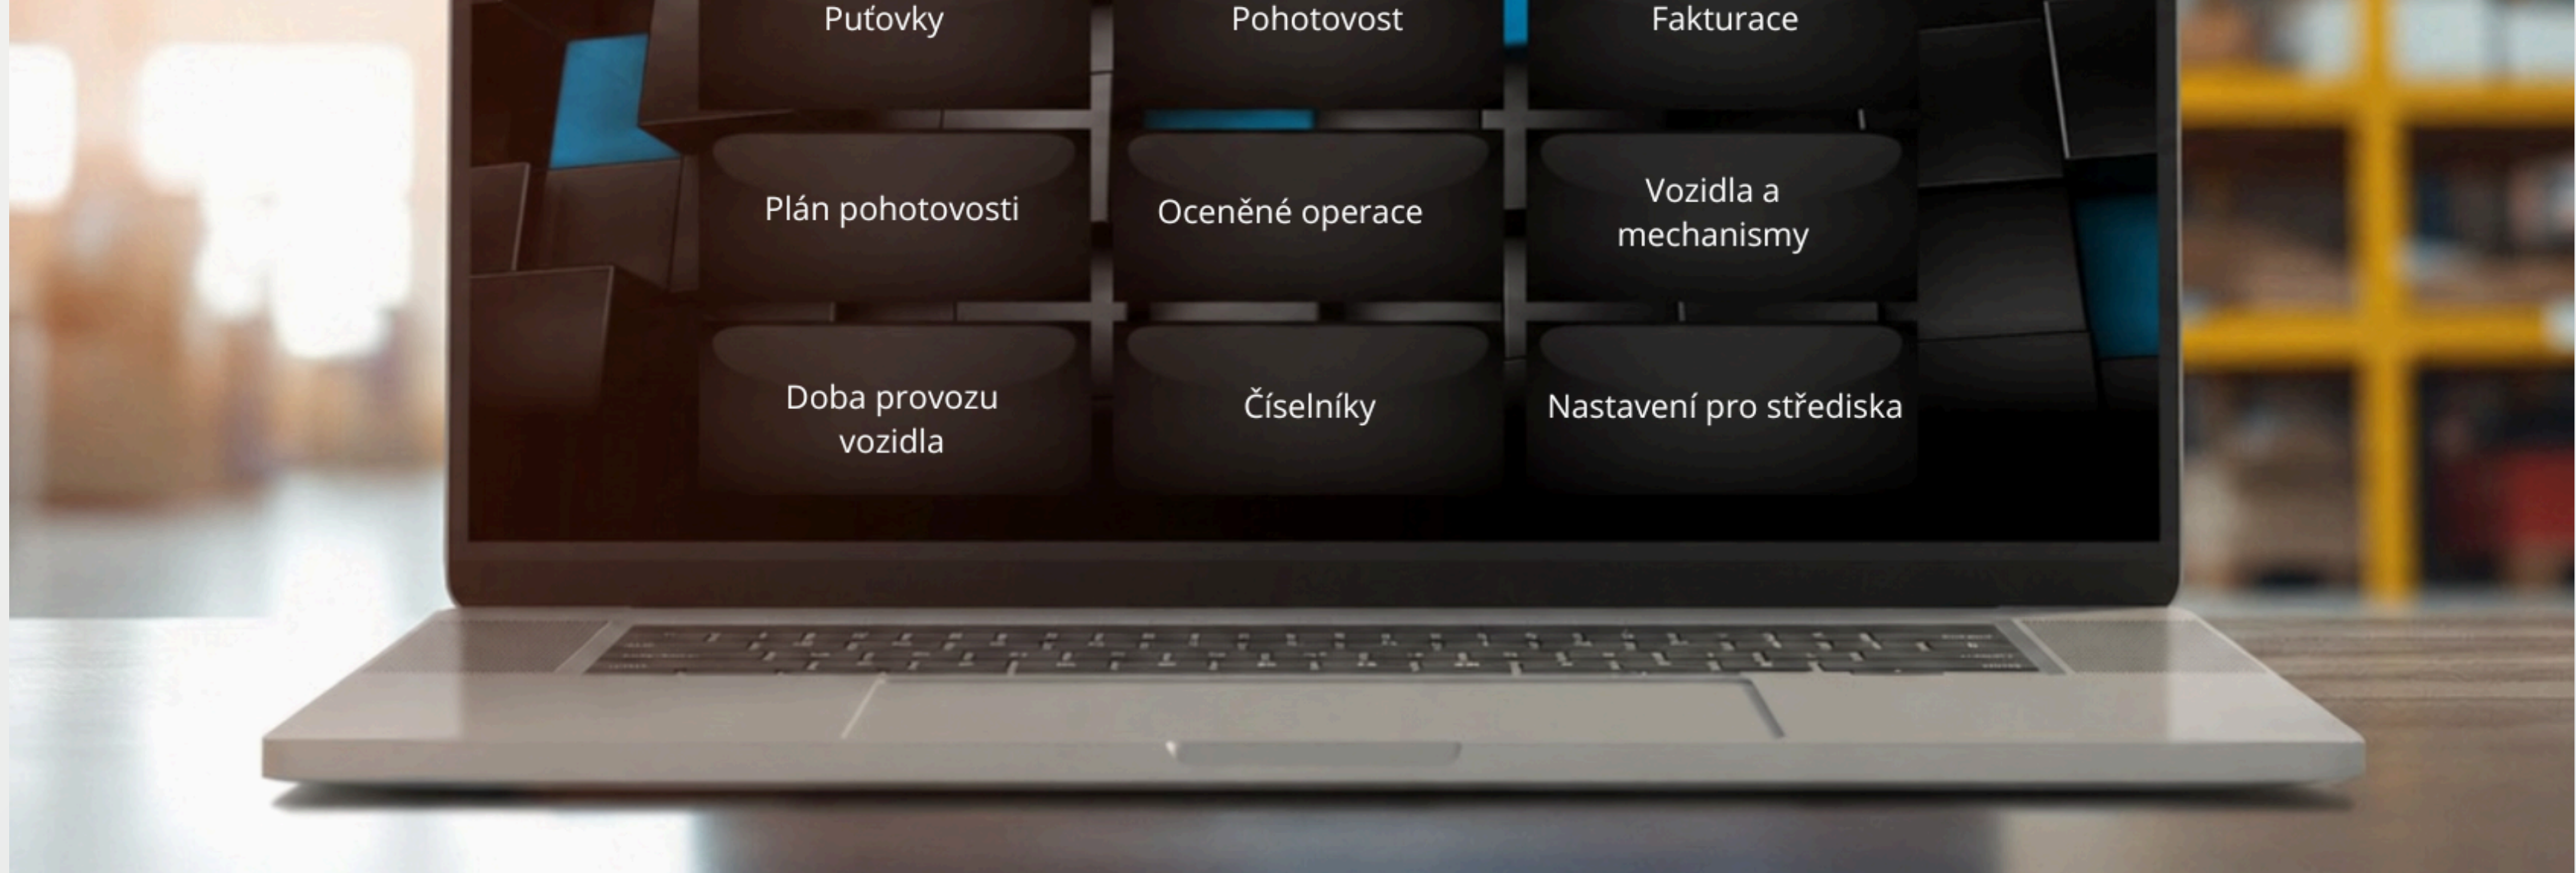 Puťovky
Pohotovost
Fakturace
Plán pohotovosti
Oceněné operace
Vozidla a
mechanismy
Doba provozu
vozidla
Číselníky
Nastavení pro střediska